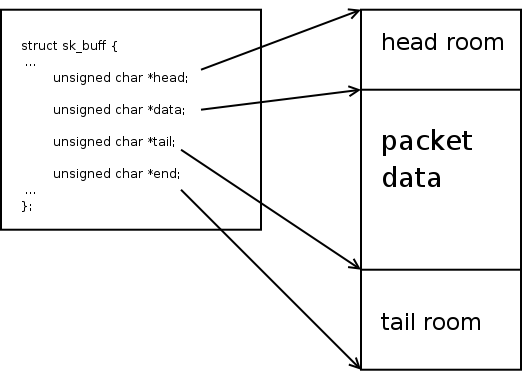 struct sk_buff {
...
unsigned char *head;
unsigned char *data;
unsigned char *tail;
unsigned char *end;
...
};
head room
packet
data
tail room